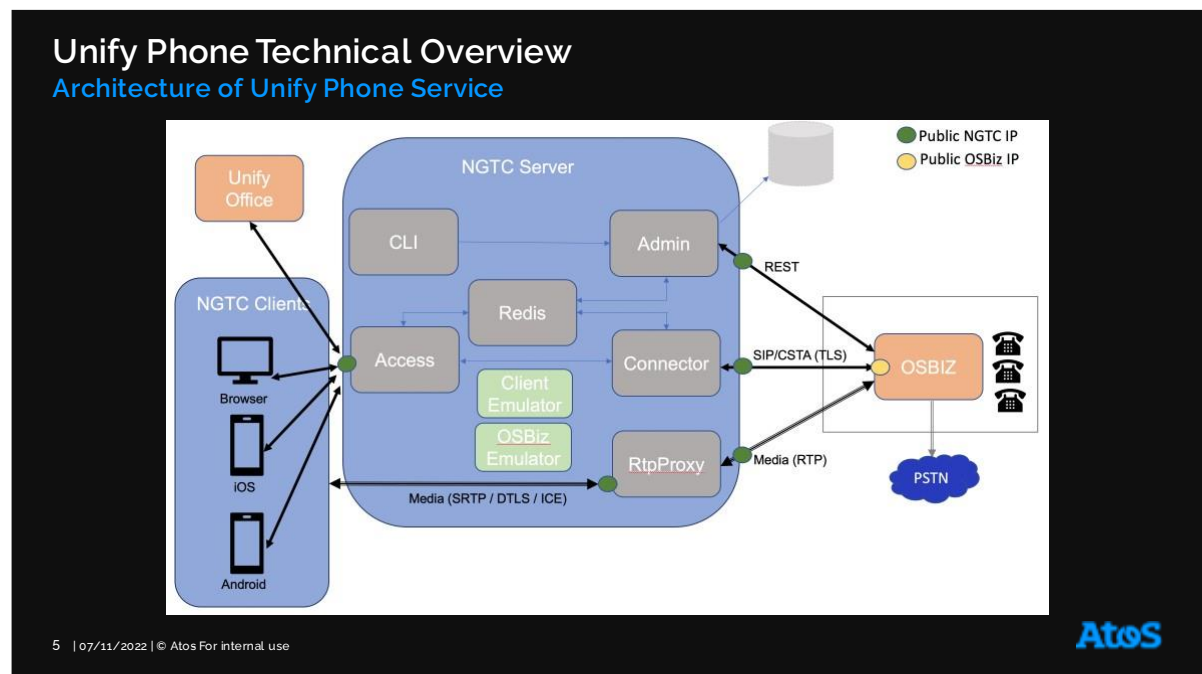 Unify Phone Technical Overview
Architecture of Unify Phone Service
Public NGTC IP
Public OSBiz IP
NGTC Server
Unify
Office
CLI
Admin
REST
NGTC Clients
Redis
Access
Connector
SIP/CSTA (TLS)
OSBIZ
Browser
Client
Emulator
OSBiz
Emulator
RtpProxy
Media (RTP)
iOS
Media (SRTP / DTLS / ICE)
PSTN
Android
5 | 07/11/2022 | © Atos For internal use
Atos